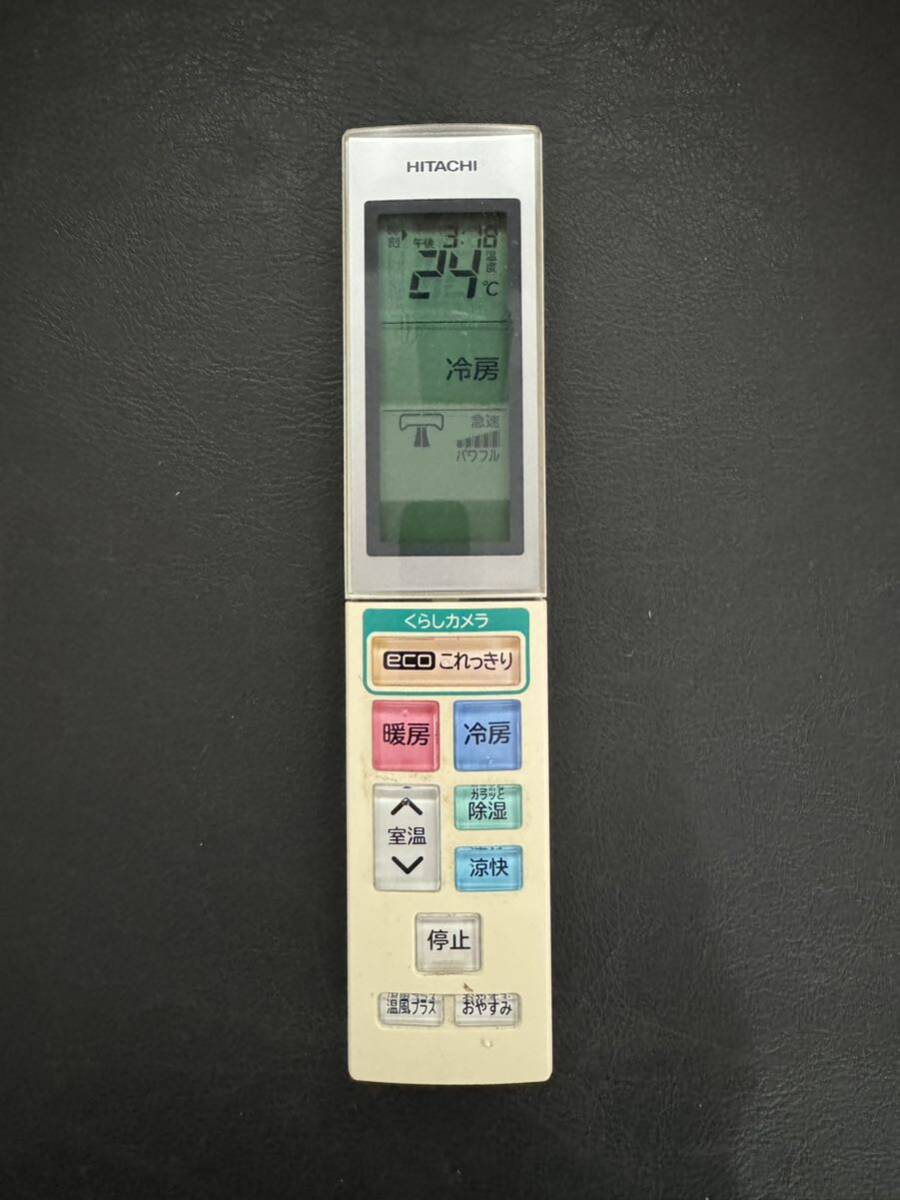 HITACHI
刻 午後 3:18
24 温度
℃
冷房
急速
パワフル
くらしカメラ
eco これっきり
暖房 冷房
カラッと
室温 除湿
涼快
停止
温風プラス おやすみ